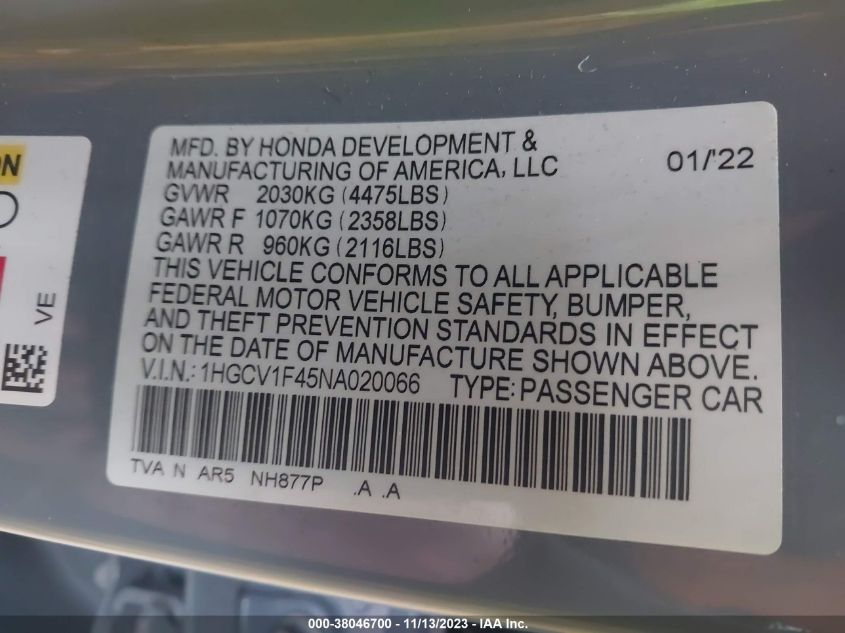 MFD. BY HONDA DEVELOPMENT &
MANUFACTURING OF AMERICA, LLC 01/'22
GVWR 2030KG (4475LBS)
GAWR F 1070KG (2358LBS)
GAWR R 960KG (2116LBS)
THIS VEHICLE CONFORMS TO ALL APPLICABLE
FEDERAL MOTOR VEHICLE SAFETY, BUMPER,
AND THEFT PREVENTION STANDARDS IN EFFECT
ON THE DATE OF MANUFACTURE SHOWN ABOVE.
V.I.N.: 1HGCV1F45NA020066 TYPE: PASSENGER CAR
TVA N AR5 NH877P .A .A
VE
000-38046700 - 11/13/2023 - IAA Inc.